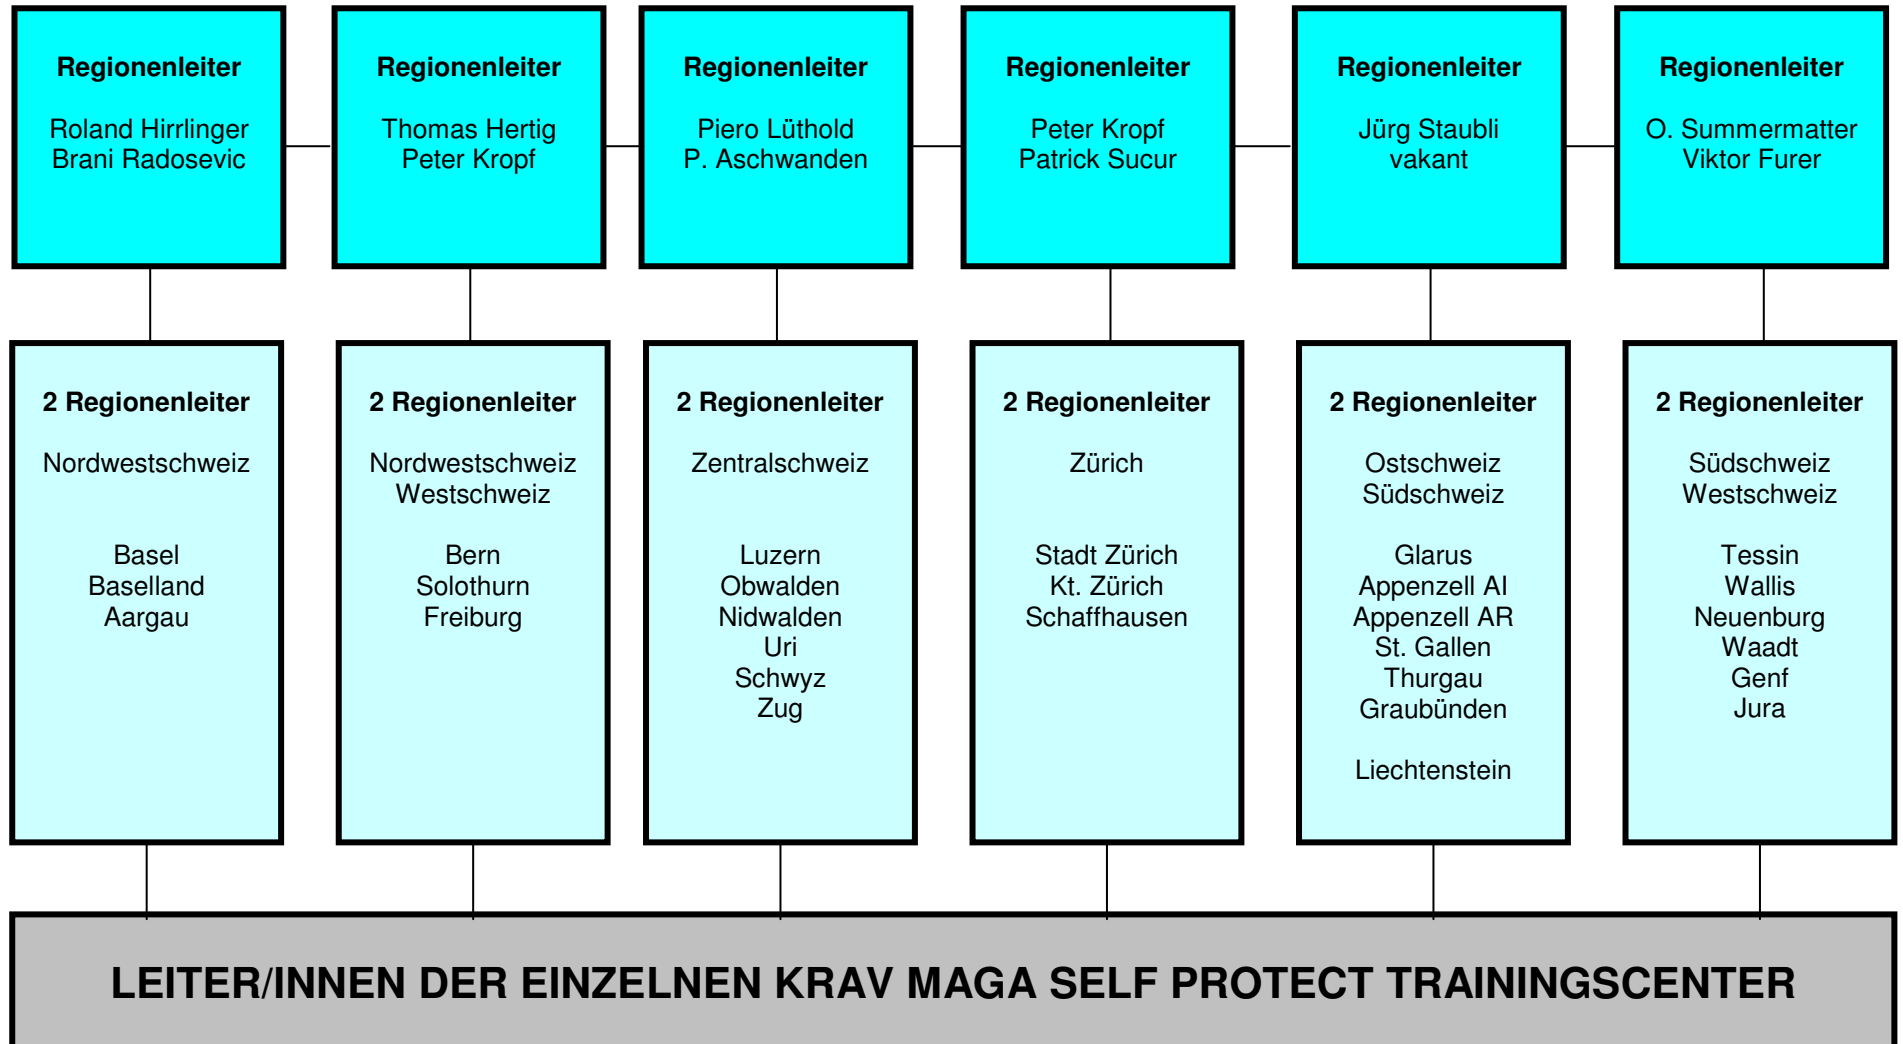 Regionenleiter
Roland Hirrlinger
Brani Radosevic
Regionenleiter
Thomas Hertig
Peter Kropf
Regionenleiter
Piero Lüthold
P. Aschwanden
Regionenleiter
Peter Kropf
Patrick Sucur
Regionenleiter
Jürg Staubli
vakant
Regionenleiter
O. Summermatter
Viktor Furer
2 Regionenleiter
Nordwestschweiz
Basel
Baselland
Aargau
2 Regionenleiter
Nordwestschweiz
Westschweiz
Bern
Solothurn
Freiburg
2 Regionenleiter
Zentralschweiz
Luzern
Obwalden
Nidwalden
Uri
Schwyz
Zug
2 Regionenleiter
Zürich
Stadt Zürich
Kt. Zürich
Schaffhausen
2 Regionenleiter
Ostschweiz
Südschweiz
Glarus
Appenzell AI
Appenzell AR
St. Gallen
Thurgau
Graubünden
Liechtenstein
2 Regionenleiter
Südschweiz
Westschweiz
Tessin
Wallis
Neuenburg
Waadt
Genf
Jura
LEITER/INNEN DER EINZELNEN KRAV MAGA SELF PROTECT TRAININGSCENTER